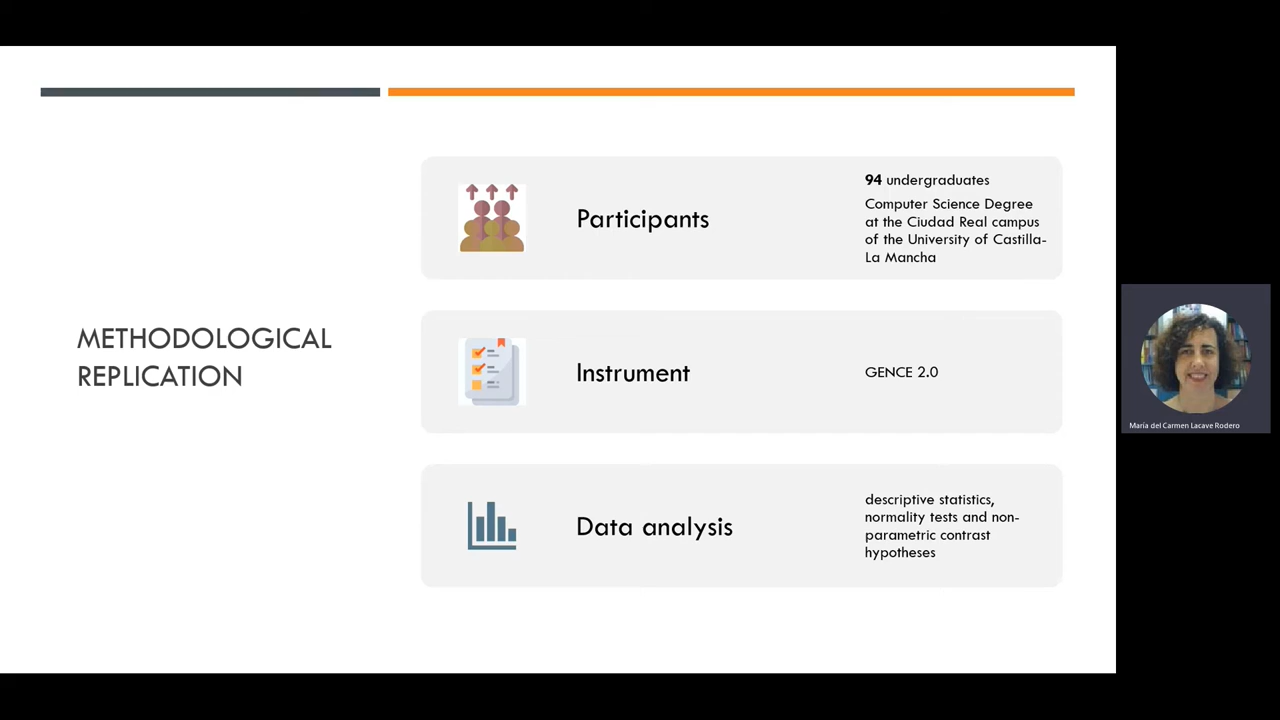 METHODOLOGICAL
REPLICATION
Participants
94 undergraduates
Computer Science Degree
at the Ciudad Real campus
of the University of Castilla-
La Mancha
Instrument
GENCE 2.0
Data analysis
descriptive statistics,
normality tests and non-
parametric contrast
hypotheses
María del Carmen Lacave Rodero